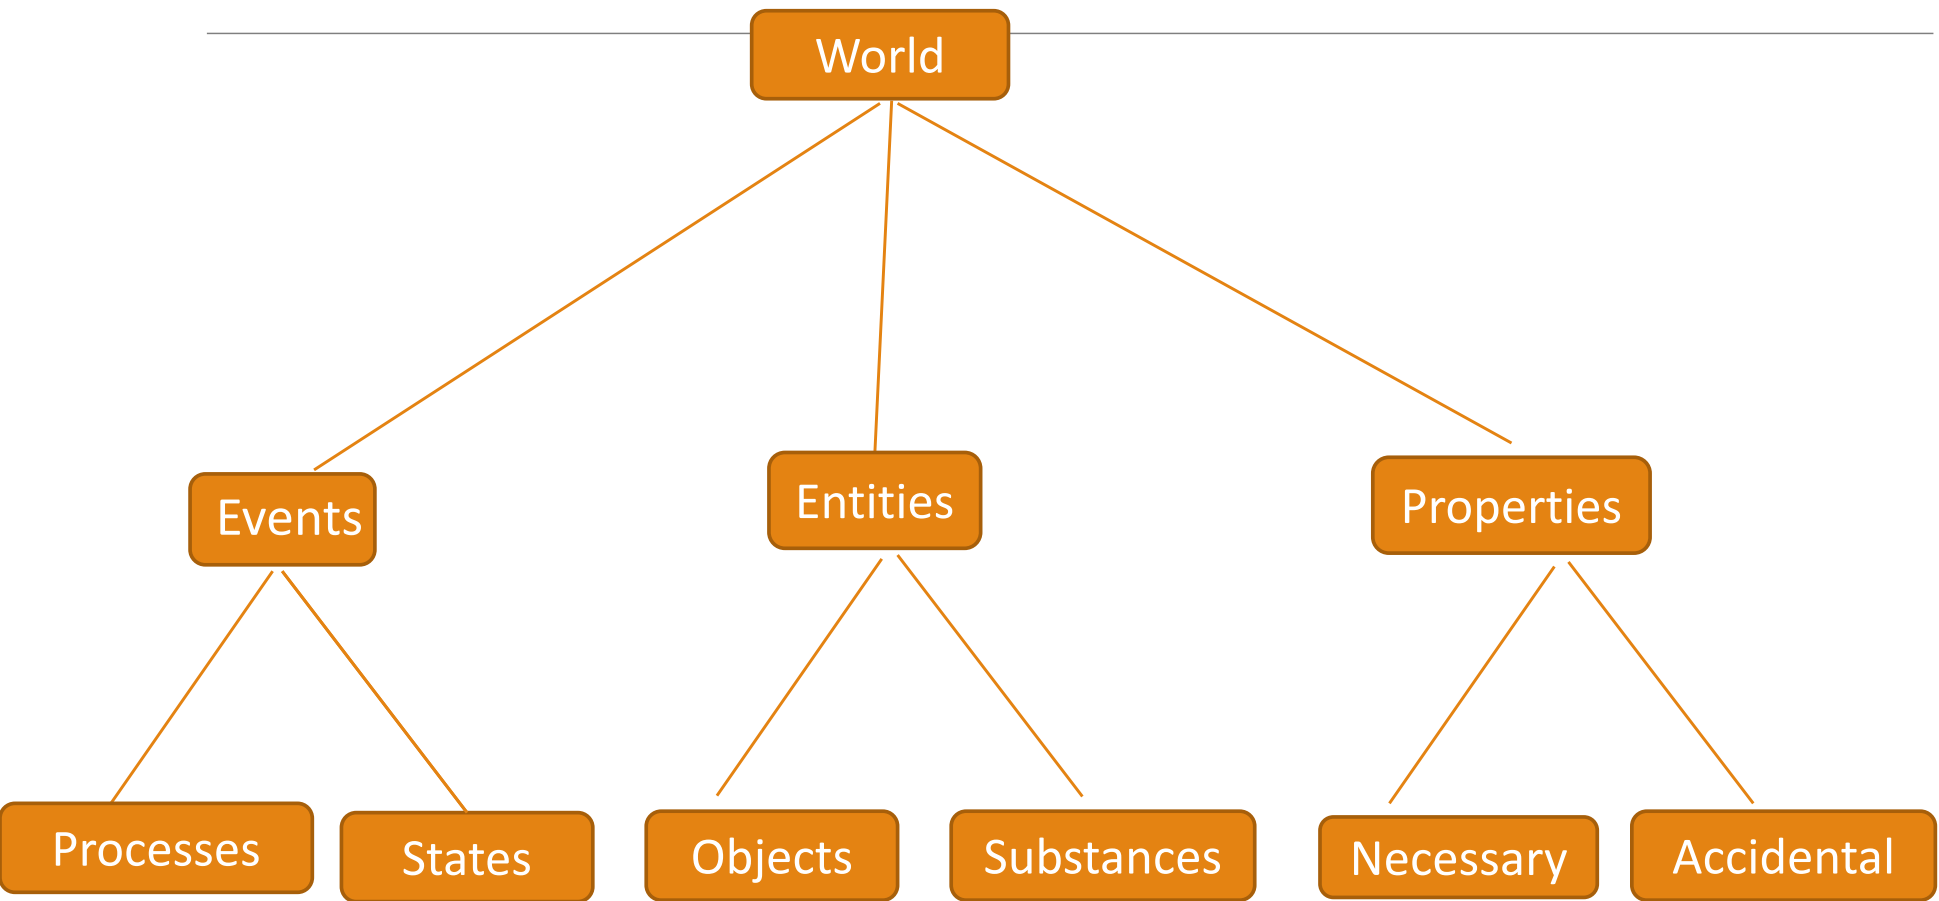 World
Events
Entities
Properties
Processes
States
Objects
Substances
Necessary
Accidental